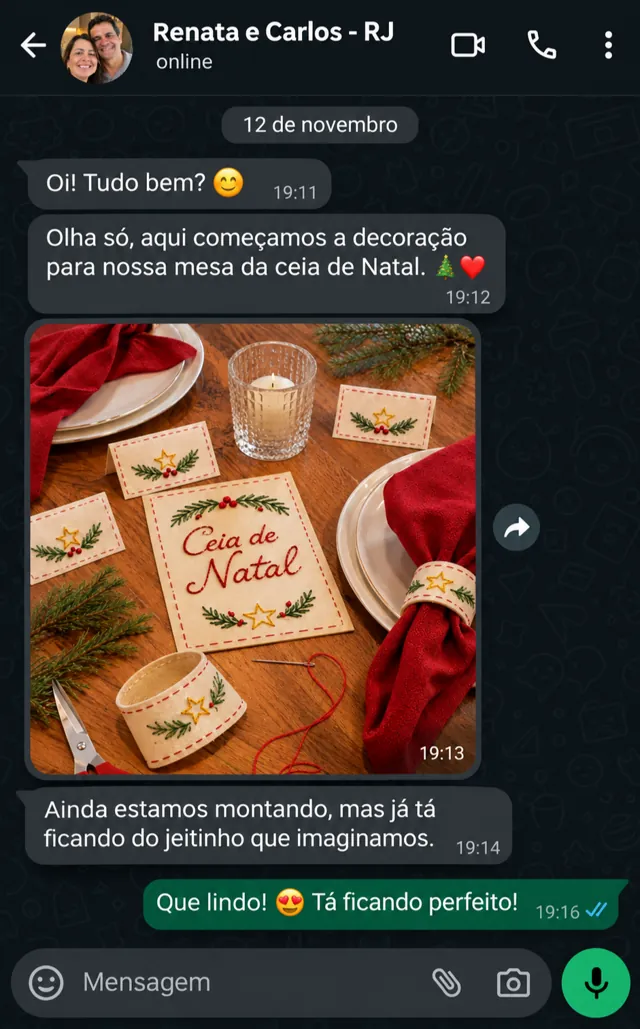 Renata e Carlos - RJ
online
12 de novembro
Oi! Tudo bem? 😊 19:11
Olha só, aqui começamos a decoração
para nossa mesa da ceia de Natal. 🎄❤️
19:12
Ceia de
Natal
19:13
Ainda estamos montando, mas já tá
ficando do jeitinho que imaginamos. 19:14
Que lindo! 😍 Tá ficando perfeito! 19:16
Mensagem